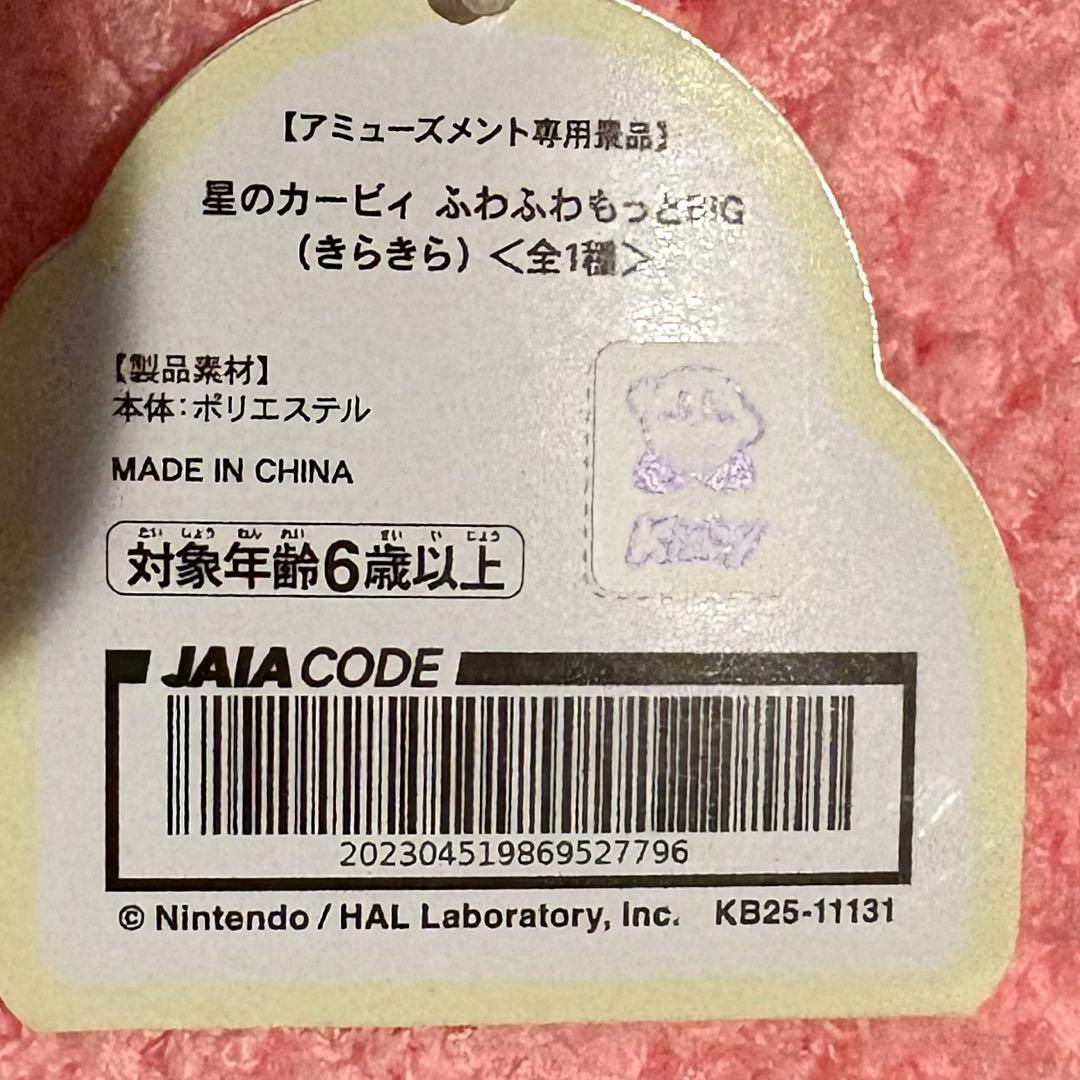 【アミューズメント専用景品】
星のカービィ ふわふわもっとBIG
（きらきら）＜全1種＞
【製品素材】
本体：ポリエステル
MADE IN CHINA
たい しょう ねん れい さい い じょう
対象年齢6歳以上
Kirby
JAIA CODE
202304519869527796
© Nintendo / HAL Laboratory, Inc. KB25-11131